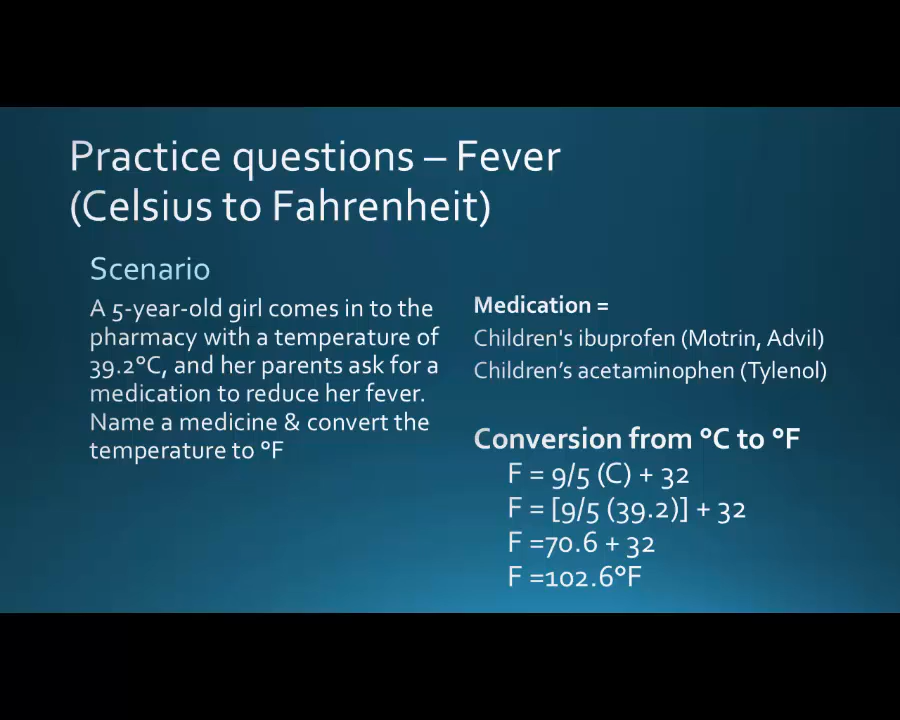 Practice questions – Fever
(Celsius to Fahrenheit)
Scenario
A 5-year-old girl comes in to the
pharmacy with a temperature of
39.2°C, and her parents ask for a
medication to reduce her fever.
Name a medicine & convert the
temperature to °F
Medication =
Children's ibuprofen (Motrin, Advil)
Children’s acetaminophen (Tylenol)
Conversion from °C to °F
F = 9/5 (C) + 32
F = [9/5 (39.2)] + 32
F =70.6 + 32
F =102.6°F